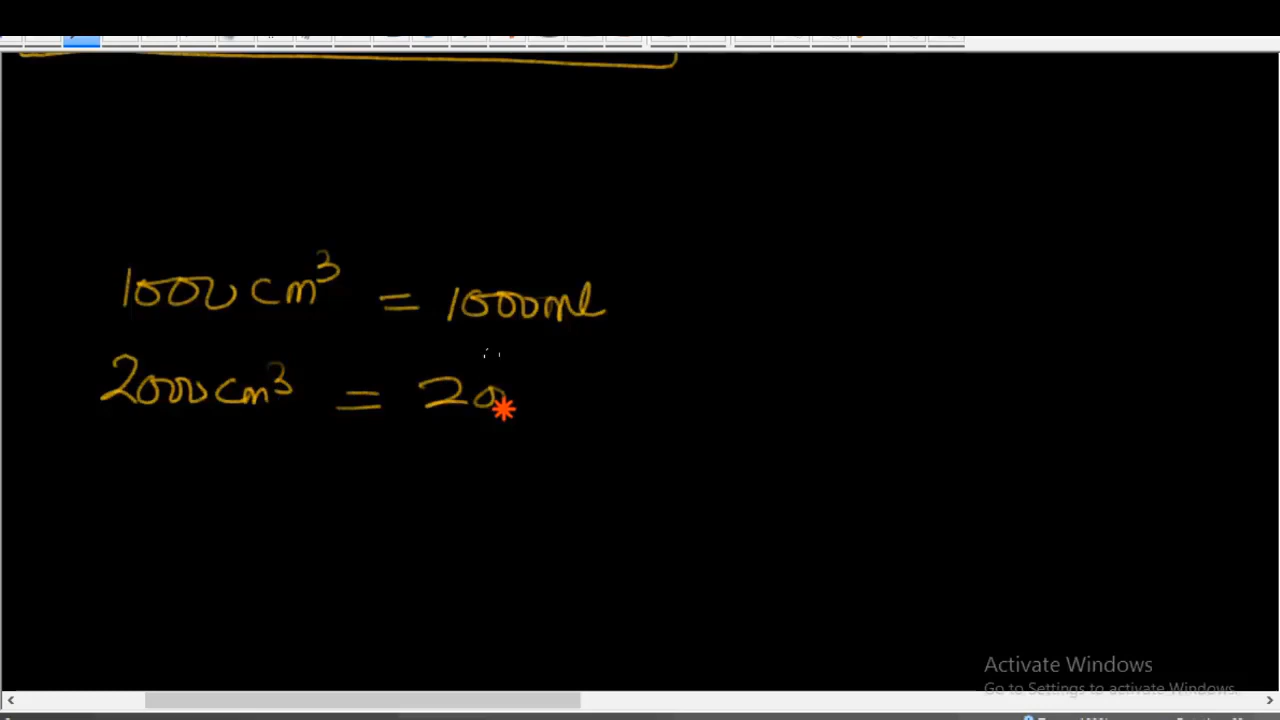 1000 cm³ = 1000ml
2000 cm³ = 20
Activate Windows
Go to Settings to activate Windows.